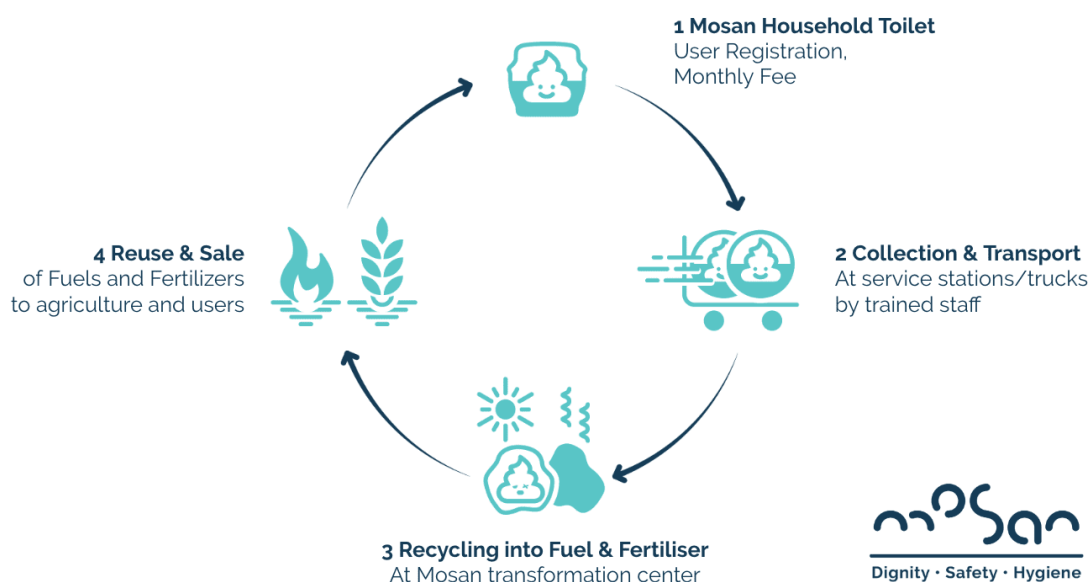 1 Mosan Household Toilet
User Registration,
Monthly Fee
2 Collection & Transport
At service stations/trucks
by trained staff
3 Recycling into Fuel & Fertiliser
At Mosan transformation center
4 Reuse & Sale
of Fuels and Fertilizers
to agriculture and users
mosan
Dignity · Safety · Hygiene